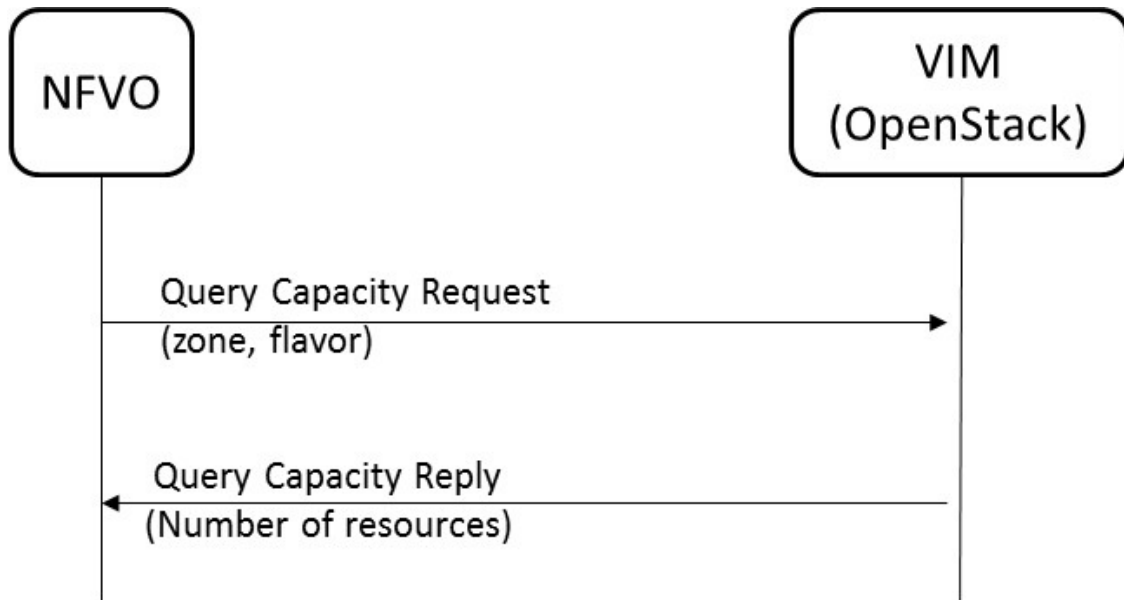 NFVO
VIM
(OpenStack)
Query Capacity Request
(zone, flavor)
Query Capacity Reply
(Number of resources)